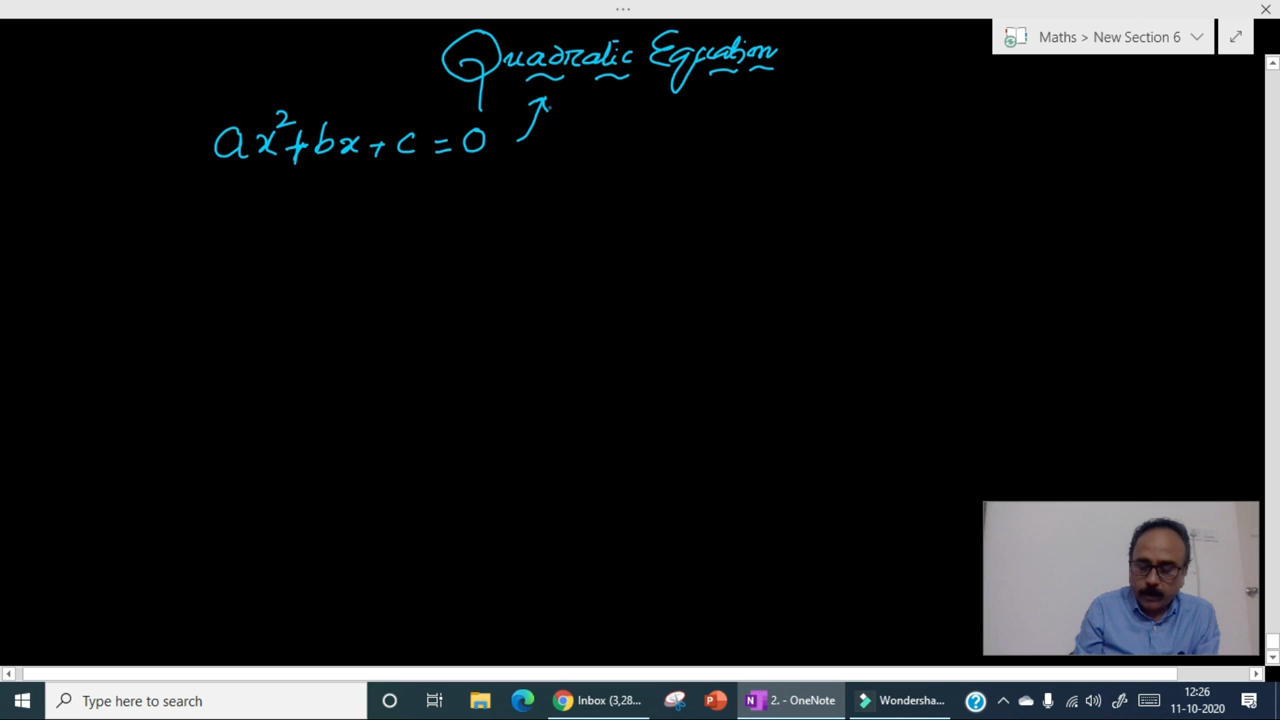 Maths > New Section 6
Quadratic Equation
ax²+bx+c=0
Type here to search
Inbox (3,28...
2. - OneNote
Wondersha...
12:26
11-10-2020